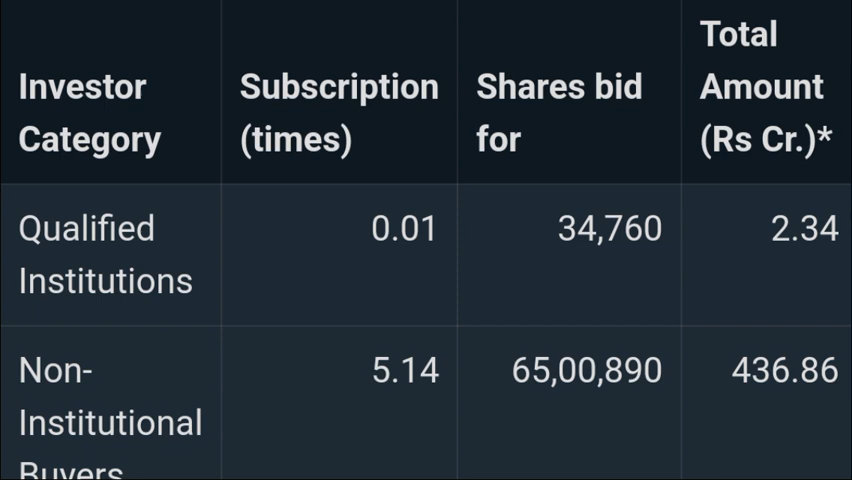 Investor Category
Subscription (times)
Shares bid for
Total Amount (Rs Cr.)*
Qualified Institutions
0.01
34,760
2.34
Non-Institutional Buyers
5.14
65,00,890
436.86